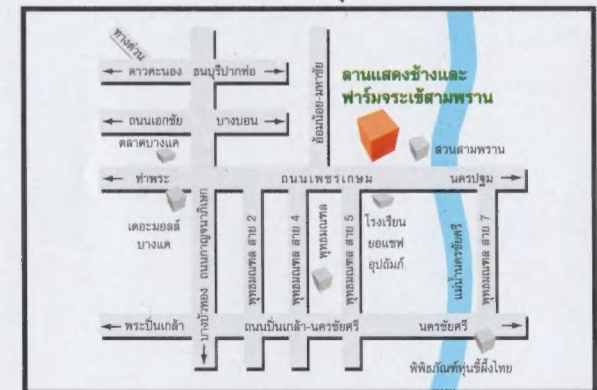 ทางด่วน
← ดาวคะนอง ธนบุรีปากท่อ →
← ถนนเอกชัย บางบอน →
ตลาดบางแค
อ้อมน้อย-มหาชัย
ลานแสดงช้างและ
ฟาร์มจระเข้สามพราน
สวนสามพราน
← ท่าพระ ถนนเพชรเกษม นครปฐม →
เดอะมอลล์
บางแค
← บางบัวทอง ถนนกาญจนาภิเษก
พุทธมณฑล สาย 2
พุทธมณฑล สาย 4
พุทธมณฑล
พุทธมณฑล สาย 5
โรงเรียน
ยอแซฟ
อุปถัมภ์
แม่น้ำนครชัยศรี
พุทธมณฑล สาย 7
← พระปิ่นเกล้า ถนนปิ่นเกล้า-นครชัยศรี นครชัยศรี →
พิพิธภัณฑ์หุ่นขี้ผึ้งไทย